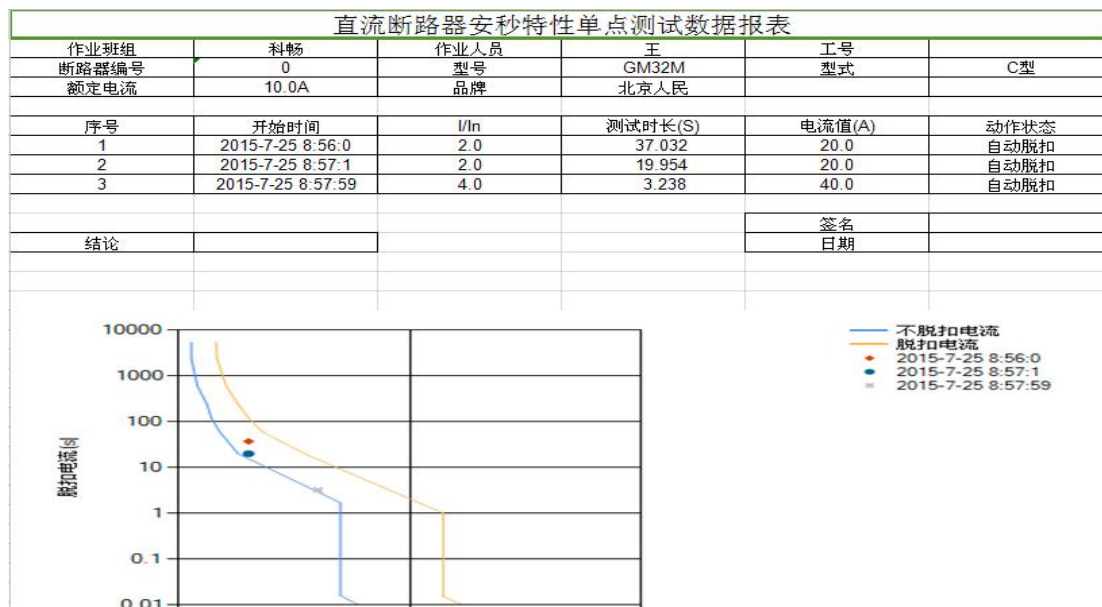 直流断路器安秒特性单点测试数据报表
作业班组 科畅 作业人员 王 工号
断路器编号 0 型号 GM32M 型式 C型
额定电流 10.0A 品牌 北京人民
序号 开始时间 I/In 测试时长(S) 电流值(A) 动作状态
1 2015-7-25 8:56:0 2.0 37.032 20.0 自动脱扣
2 2015-7-25 8:57:1 2.0 19.954 20.0 自动脱扣
3 2015-7-25 8:57:59 4.0 3.238 40.0 自动脱扣
签名
结论 日期
10000
1000
100
10
1
0.1
0.01
脱扣电流(s)
不脱扣电流
脱扣电流
2015-7-25 8:56:0
2015-7-25 8:57:1
2015-7-25 8:57:59